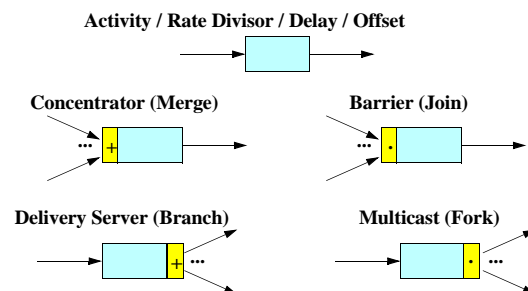 Activity / Rate Divisor / Delay / Offset
Concentrator (Merge)
Barrier (Join)
... +
· ...
Delivery Server (Branch)
Multicast (Fork)
+ ...
· ...